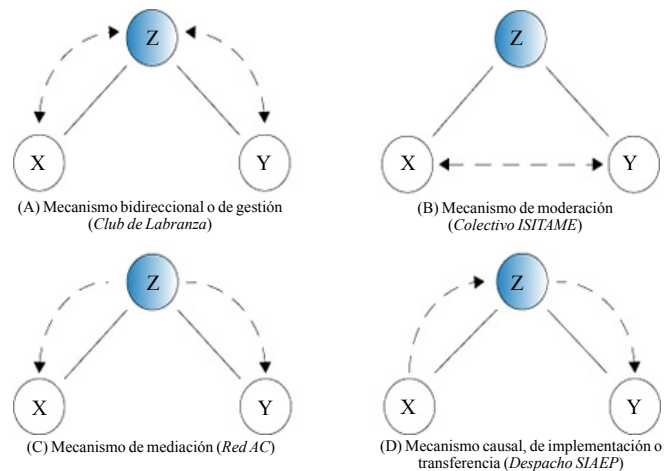 Z
X
Y
(A) Mecanismo bidireccional o de gestión
(Club de Labranza)
Z
X
Y
(B) Mecanismo de moderación
(Colectivo ISITAME)
Z
X
Y
(C) Mecanismo de mediación (Red AC)
Z
X
Y
(D) Mecanismo causal, de implementación o
transferencia (Despacho SIAEP)